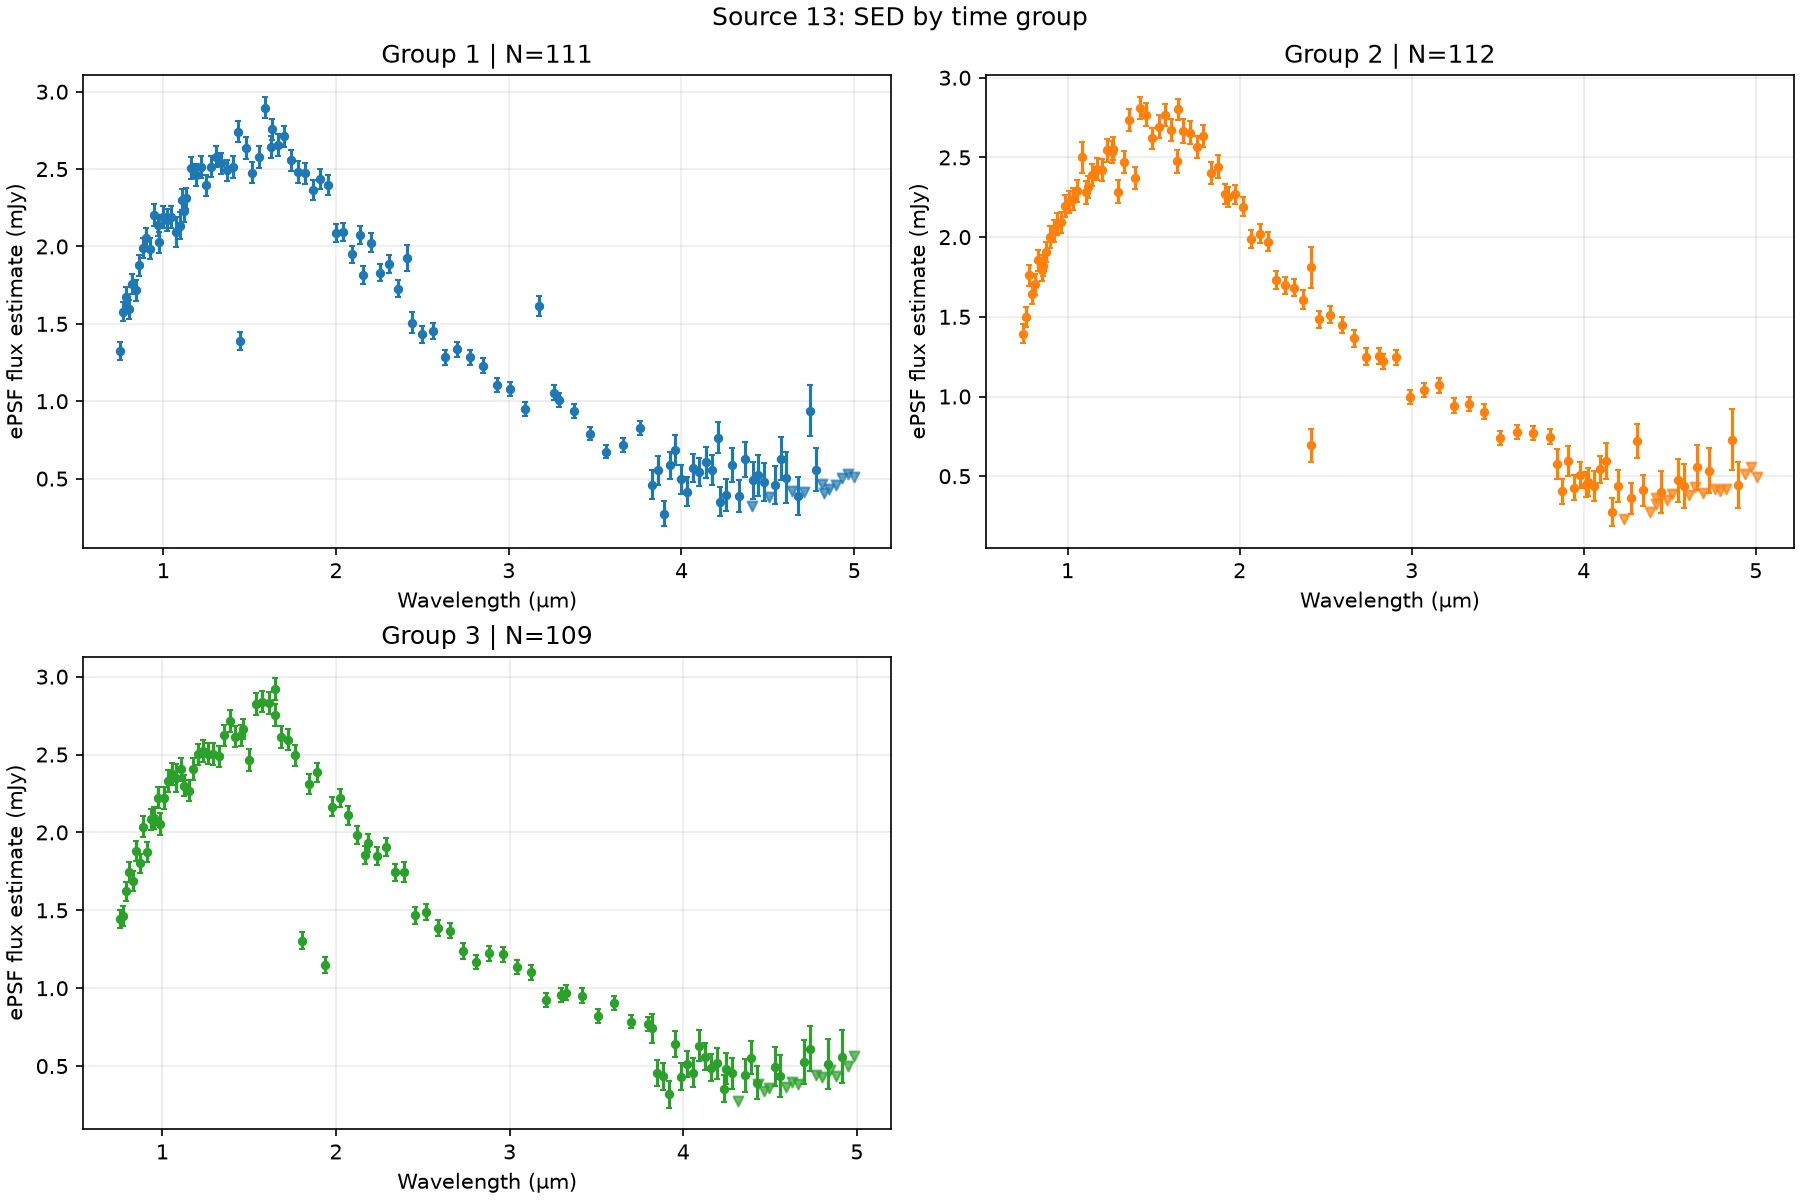 Source 13: SED by time group
Group 1 | N=111
ePSF flux estimate (mJy)
3.0
2.5
2.0
1.5
1.0
0.5
1 2 3 4 5
Wavelength (μm)
Group 2 | N=112
ePSF flux estimate (mJy)
3.0
2.5
2.0
1.5
1.0
0.5
1 2 3 4 5
Wavelength (μm)
Group 3 | N=109
ePSF flux estimate (mJy)
3.0
2.5
2.0
1.5
1.0
0.5
1 2 3 4 5
Wavelength (μm)